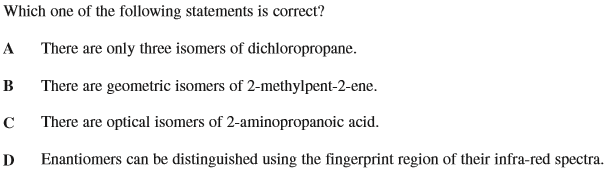 Which one of the following statements is correct?
A There are only three isomers of dichloropropane.
B There are geometric isomers of 2-methylpent-2-ene.
C There are optical isomers of 2-aminopropanoic acid.
D Enantiomers can be distinguished using the fingerprint region of their infra-red spectra.